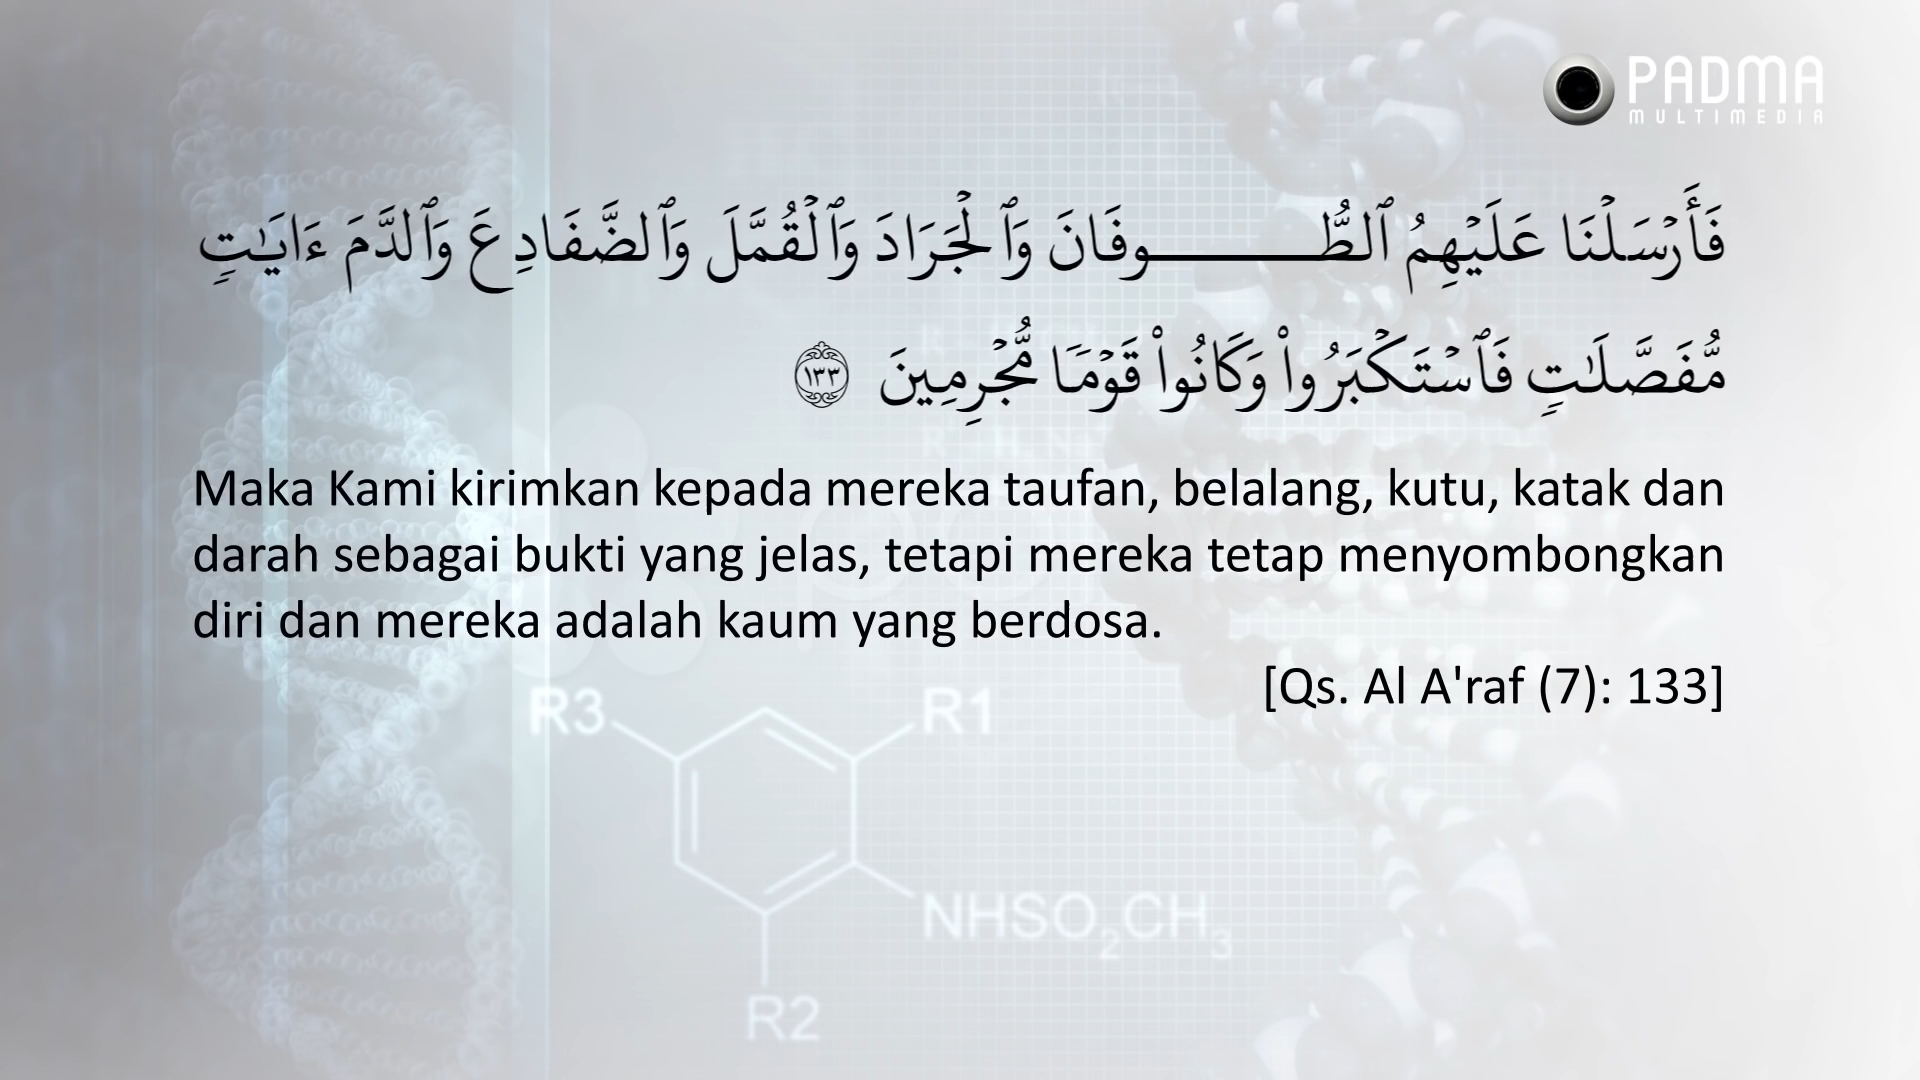 PADMA
MULTIMEDIA
فَأَرۡسَلۡنَا عَلَيۡهِمُ ٱلطُّـــــوفَانَ وَٱلۡجَرَادَ وَٱلۡقُمَّلَ وَٱلضَّفَادِعَ وَٱلدَّمَ ءَايَٰتٖ
مُّفَصَّلَٰتٖ فَٱسۡتَكۡبَرُواْ وَكَانُواْ قَوۡمٗا مُّجۡرِمِينَ ١٣٣
Maka Kami kirimkan kepada mereka taufan, belalang, kutu, katak dan
darah sebagai bukti yang jelas, tetapi mereka tetap menyombongkan
diri dan mereka adalah kaum yang berdosa.
[Qs. Al A'raf (7): 133]
R3 R1
NHSO₂CH₃
R2